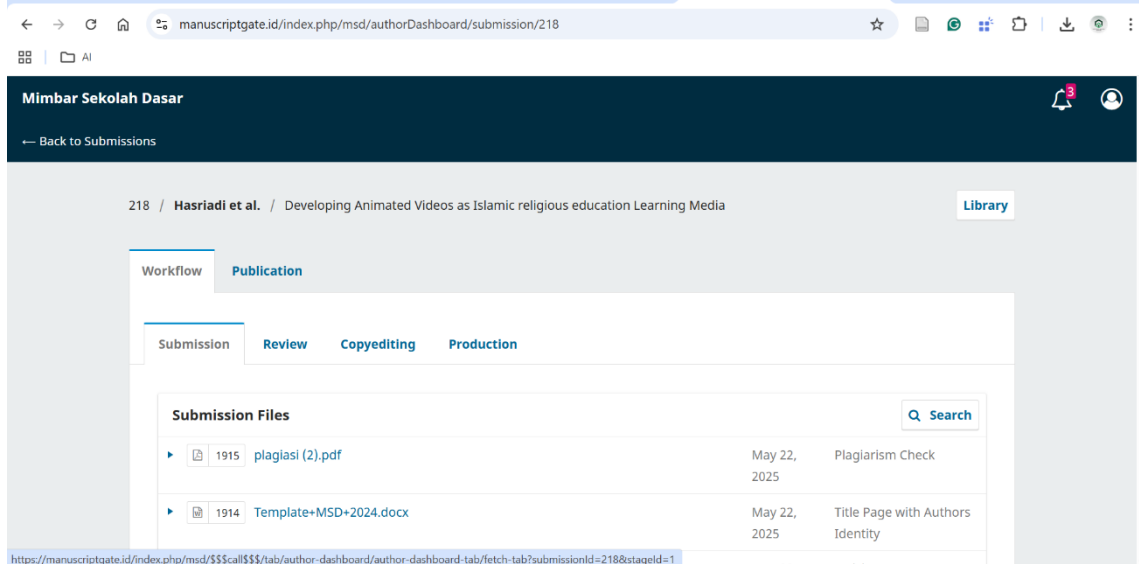 manuscriptgate.id/index.php/msd/authorDashboard/submission/218
AI
Mimbar Sekolah Dasar
3
← Back to Submissions
218 / Hasriadi et al. / Developing Animated Videos as Islamic religious education Learning Media
Library
Workflow Publication
Submission Review Copyediting Production
Submission Files
Search
1915 plagiasi (2).pdf May 22, 2025 Plagiarism Check
1914 Template+MSD+2024.docx May 22, 2025 Title Page with Authors Identity
https://manuscriptgate.id/index.php/msd/$$$call$$$/tab/author-dashboard/author-dashboard-tab/fetch-tab?submissionId=218&stageId=1